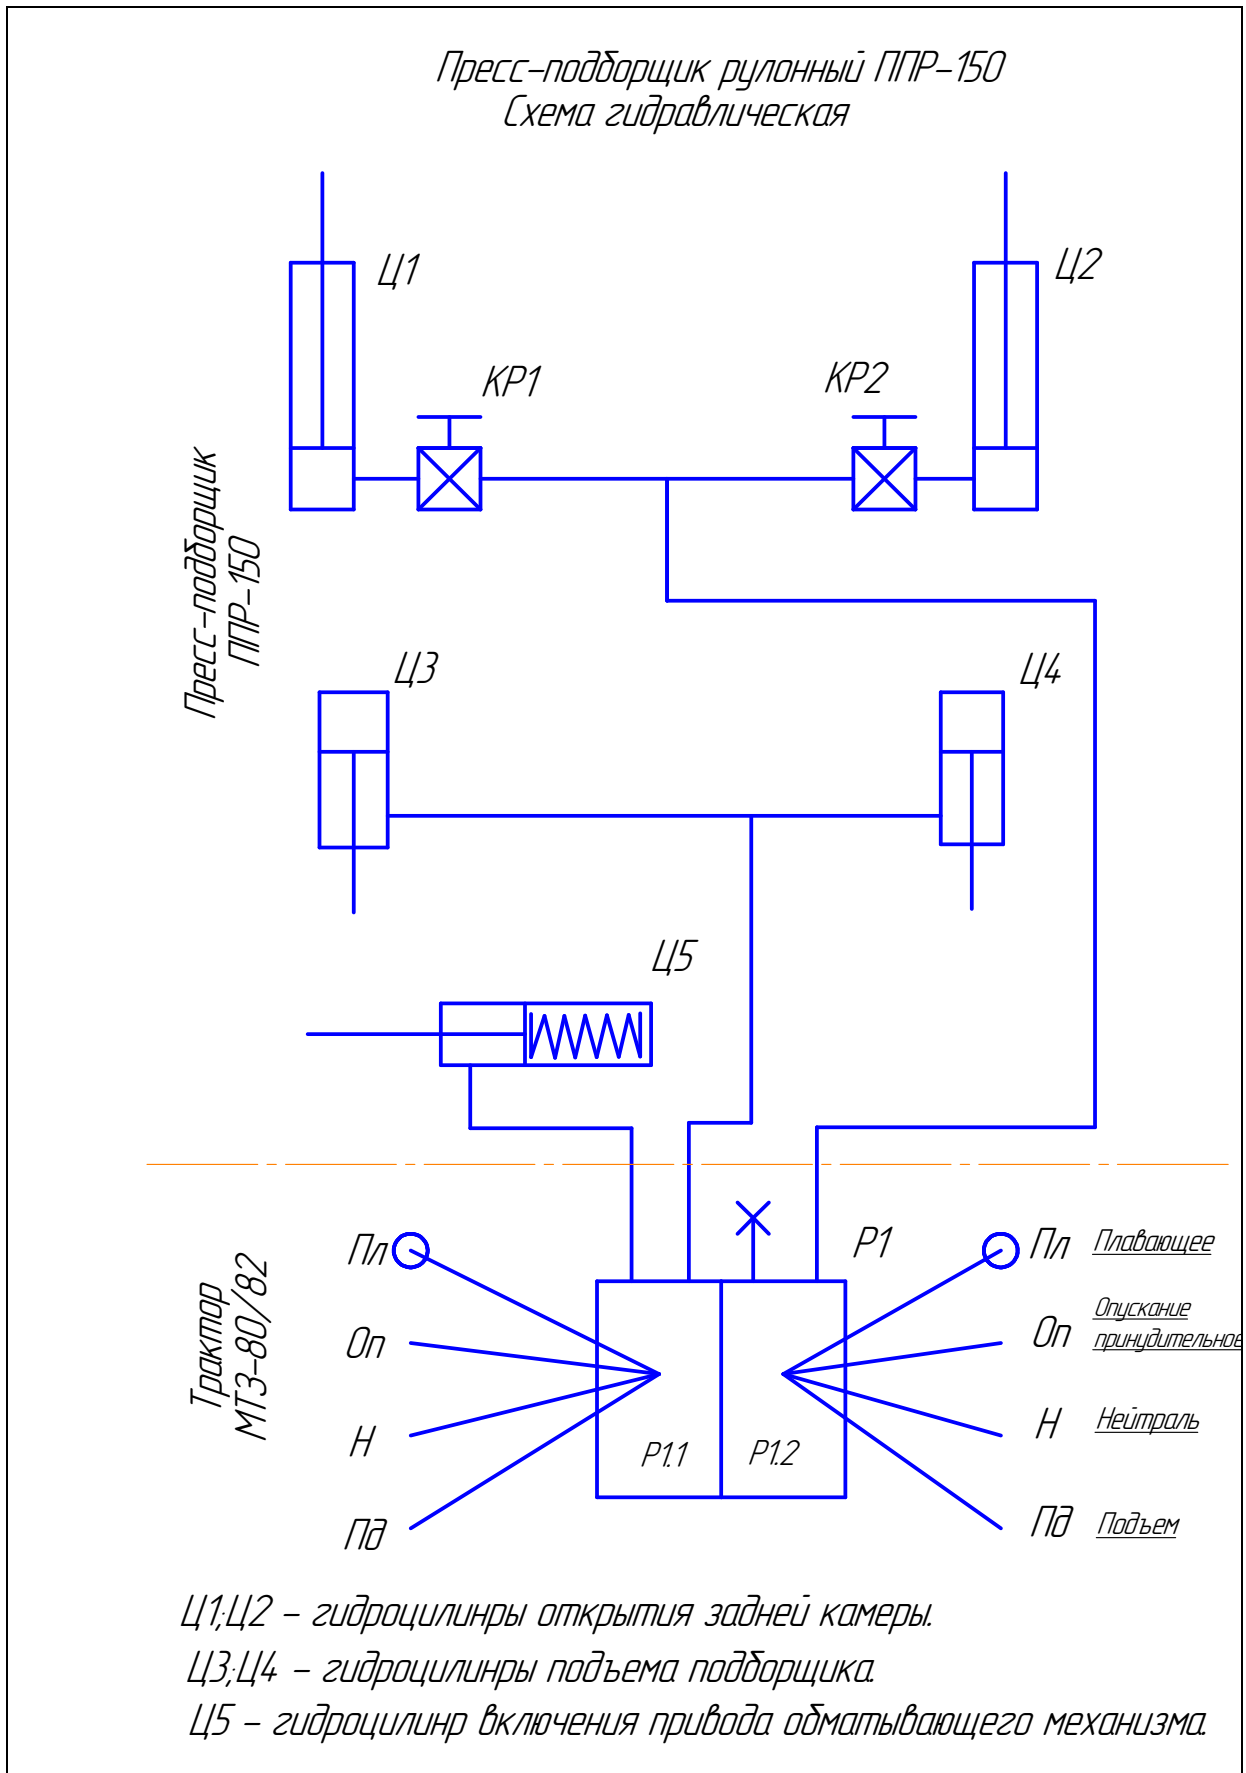 Пресс-подборщик рулонный ППР-150
Схема гидравлическая
Ц1
Ц2
КР1
КР2
Пресс-подборщик
ППР-150
Ц3
Ц4
Ц5
Трактор
МТЗ-80/82
Пл
Оп
Н
Пд
Р1
Р1.1
Р1.2
Пл Плавающее
Оп Опускание
принудительное
Н Нейтраль
Пд Подъем
Ц1;Ц2 - гидроцилинры открытия задней камеры.
Ц3;Ц4 - гидроцилинры подъема подборщика.
Ц5 - гидроцилинр включения привода обматывающего механизма.